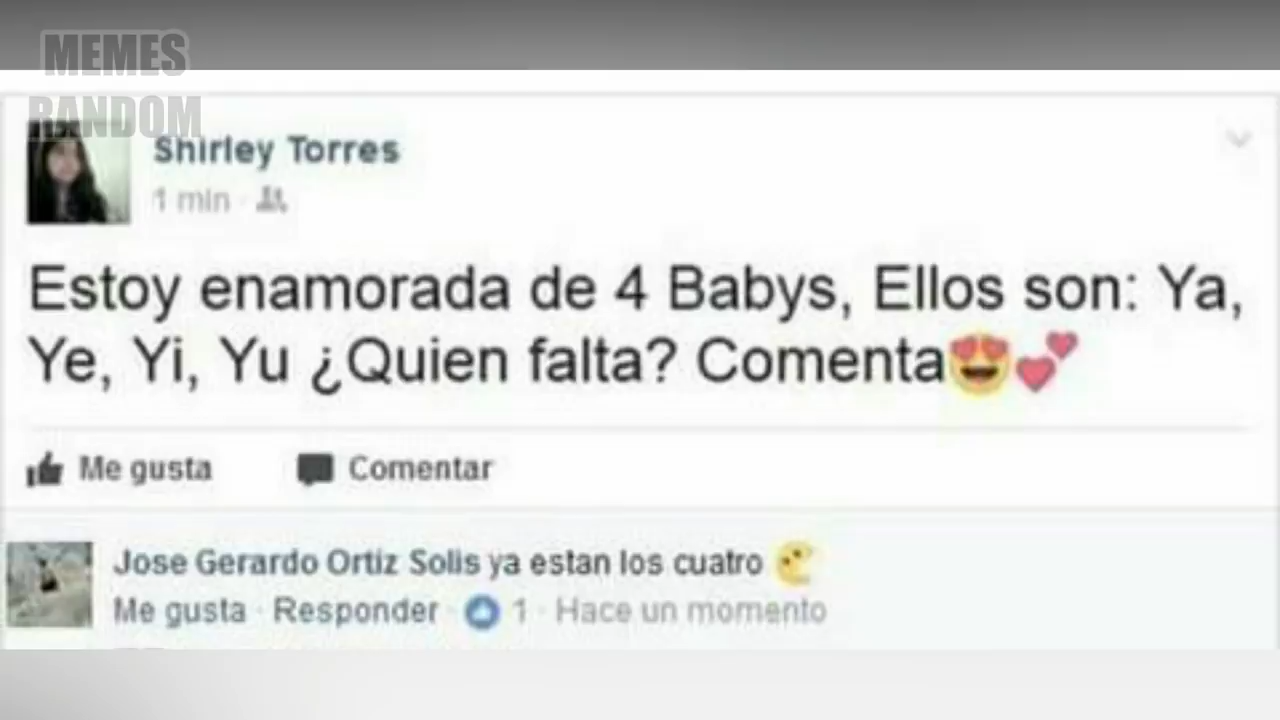 MEMES
RANDOM
Shirley Torres
1 min ·
Estoy enamorada de 4 Babys, Ellos son: Ya,
Ye, Yi, Yu ¿Quien falta? Comenta😍💕
Me gusta Comentar
Jose Gerardo Ortiz Solis ya estan los cuatro
Me gusta · Responder · 1 · Hace un momento